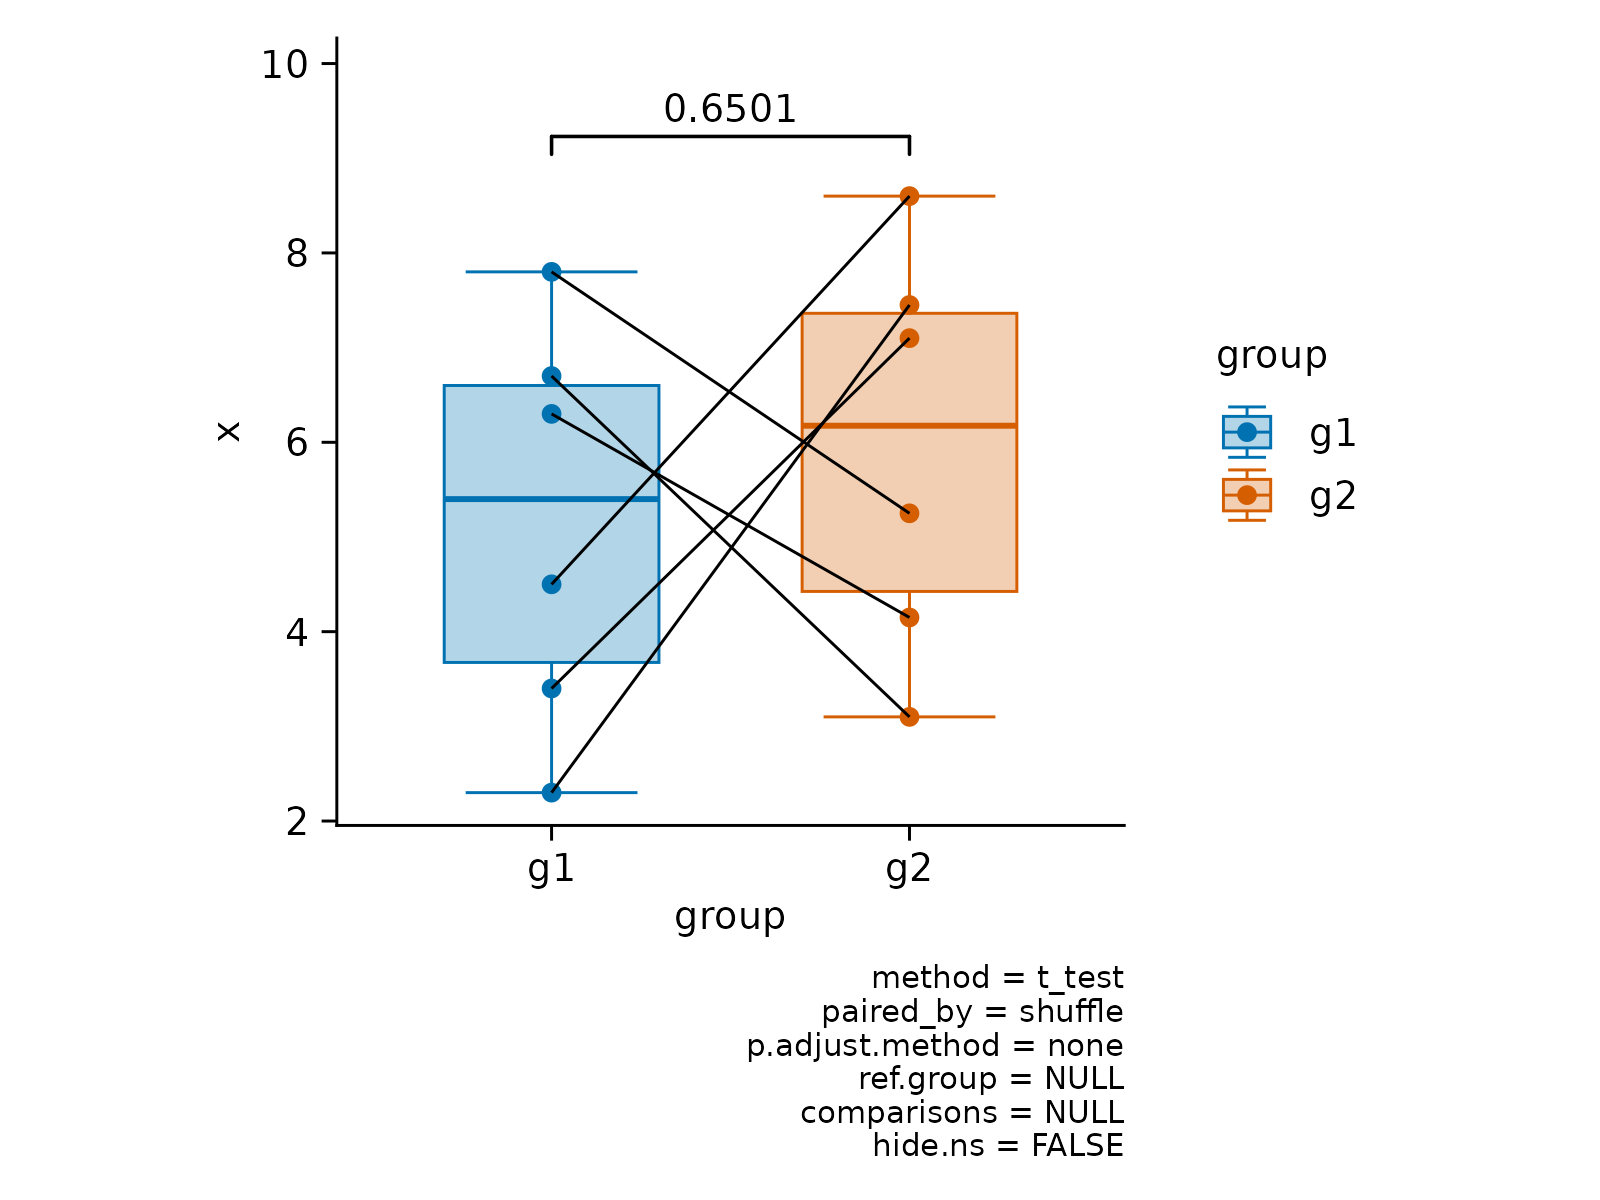 10
8
6
4
2
x
0.6501
g1
g2
group
group
g1
g2
method = t_test
paired_by = shuffle
p.adjust.method = none
ref.group = NULL
comparisons = NULL
hide.ns = FALSE